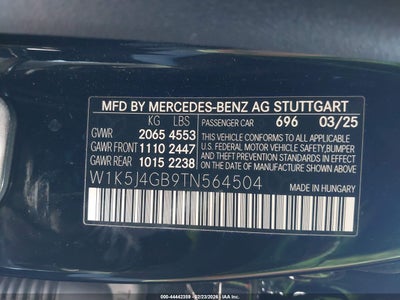 MFD BY MERCEDES-BENZ AG STUTTGART
KG LBS PASSENGER CAR 696 03/25
GVWR 2065 4553
GAWR FRONT 1110 2447
GAWR REAR 1015 2238
THIS VEHICLE CONFORMS TO ALL APPLICABLE
U.S. FEDERAL MOTOR VEHICLE SAFETY, BUMPER,
AND THEFT PREVENTION STANDARDS IN EFFECT ON
THE DATE OF MANUFACTURE SHOWN ABOVE.
W1K5J4GB9TN564504
MADE IN HUNGARY